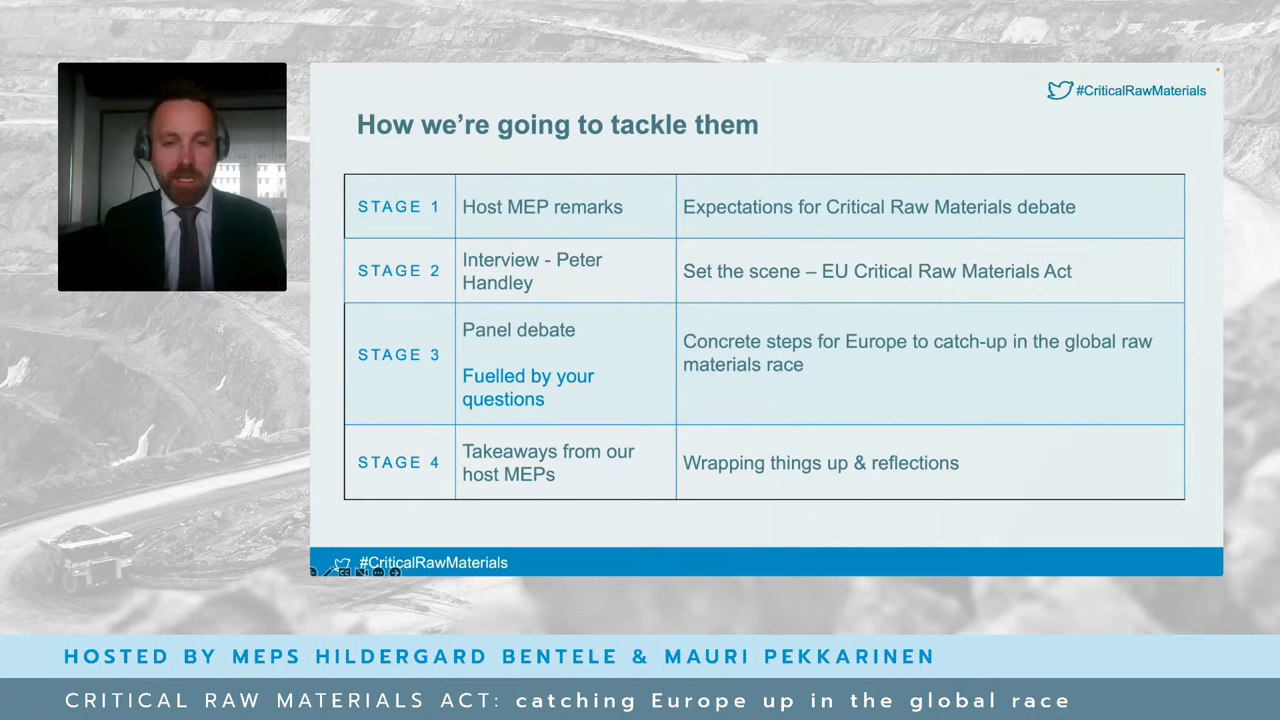 #CriticalRawMaterials
How we're going to tackle them
STAGE 1
Host MEP remarks
Expectations for Critical Raw Materials debate
STAGE 2
Interview - Peter
Handley
Set the scene – EU Critical Raw Materials Act
STAGE 3
Panel debate
Fuelled by your
questions
Concrete steps for Europe to catch-up in the global raw
materials race
STAGE 4
Takeaways from our
host MEPs
Wrapping things up & reflections
#CriticalRawMaterials
HOSTED BY MEPS HILDERGARD BENTELE & MAURI PEKKARINEN
CRITICAL RAW MATERIALS ACT: catching Europe up in the global race